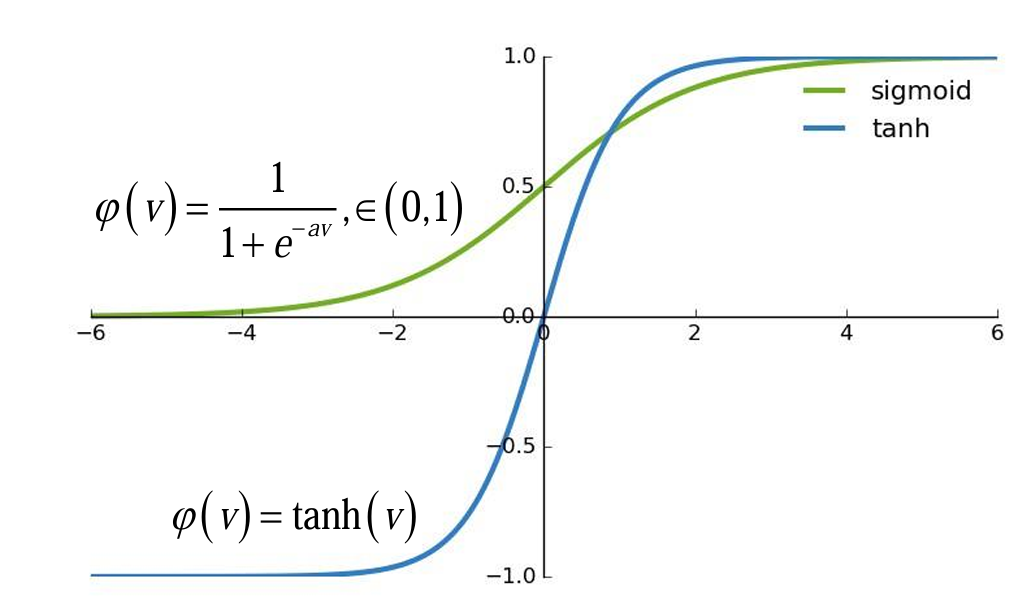 1.0
sigmoid
tanh
φ(v) = 1 / (1 + e^{-av}), ∈ (0,1)
0.5
0.0
−6 −4 −2 0 2 4 6
−0.5
φ(v) = tanh(v)
−1.0